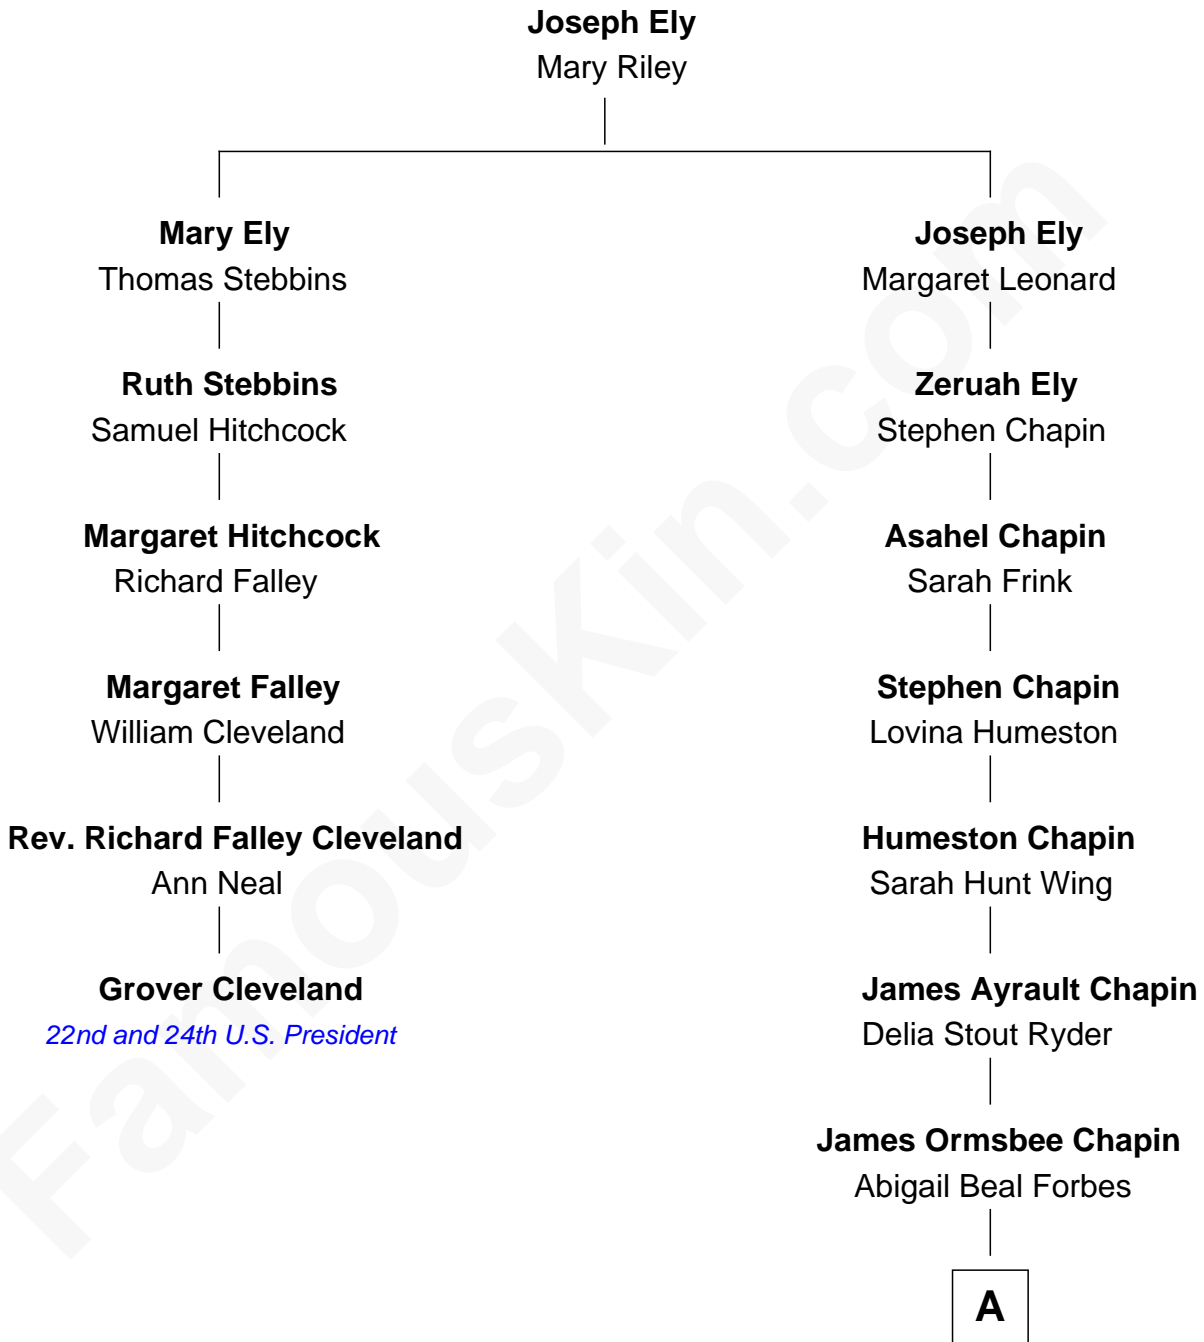 Joseph Ely
Mary Riley
Mary Ely
Thomas Stebbins
Ruth Stebbins
Samuel Hitchcock
Margaret Hitchcock
Richard Falley
Margaret Falley
William Cleveland
Rev. Richard Falley Cleveland
Ann Neal
Grover Cleveland
22nd and 24th U.S. President
Joseph Ely
Margaret Leonard
Zeruah Ely
Stephen Chapin
Asahel Chapin
Sarah Frink
Stephen Chapin
Lovina Humeston
Humeston Chapin
Sarah Hunt Wing
James Ayrault Chapin
Delia Stout Ryder
James Ormsbee Chapin
Abigail Beal Forbes
A
FamousKin.com